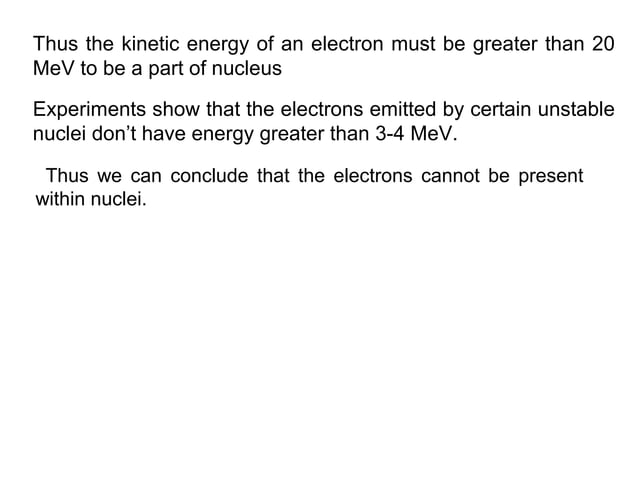 Thus the kinetic energy of an electron must be greater than 20
MeV to be a part of nucleus
Experiments show that the electrons emitted by certain unstable
nuclei don’t have energy greater than 3-4 MeV.
Thus we can conclude that the electrons cannot be present
within nuclei.